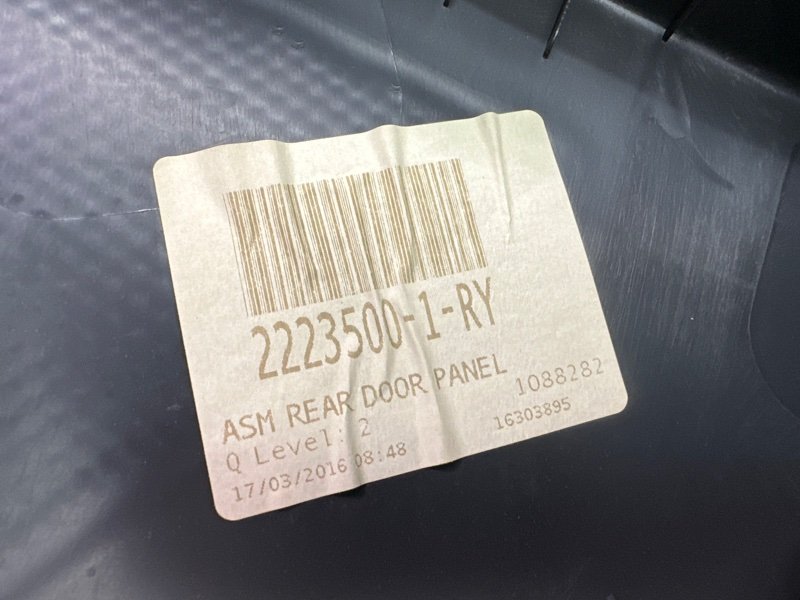 2223500-1-RY
ASM REAR DOOR PANEL
1088282
Q Level: 2
16303895
17/03/2016 08:48